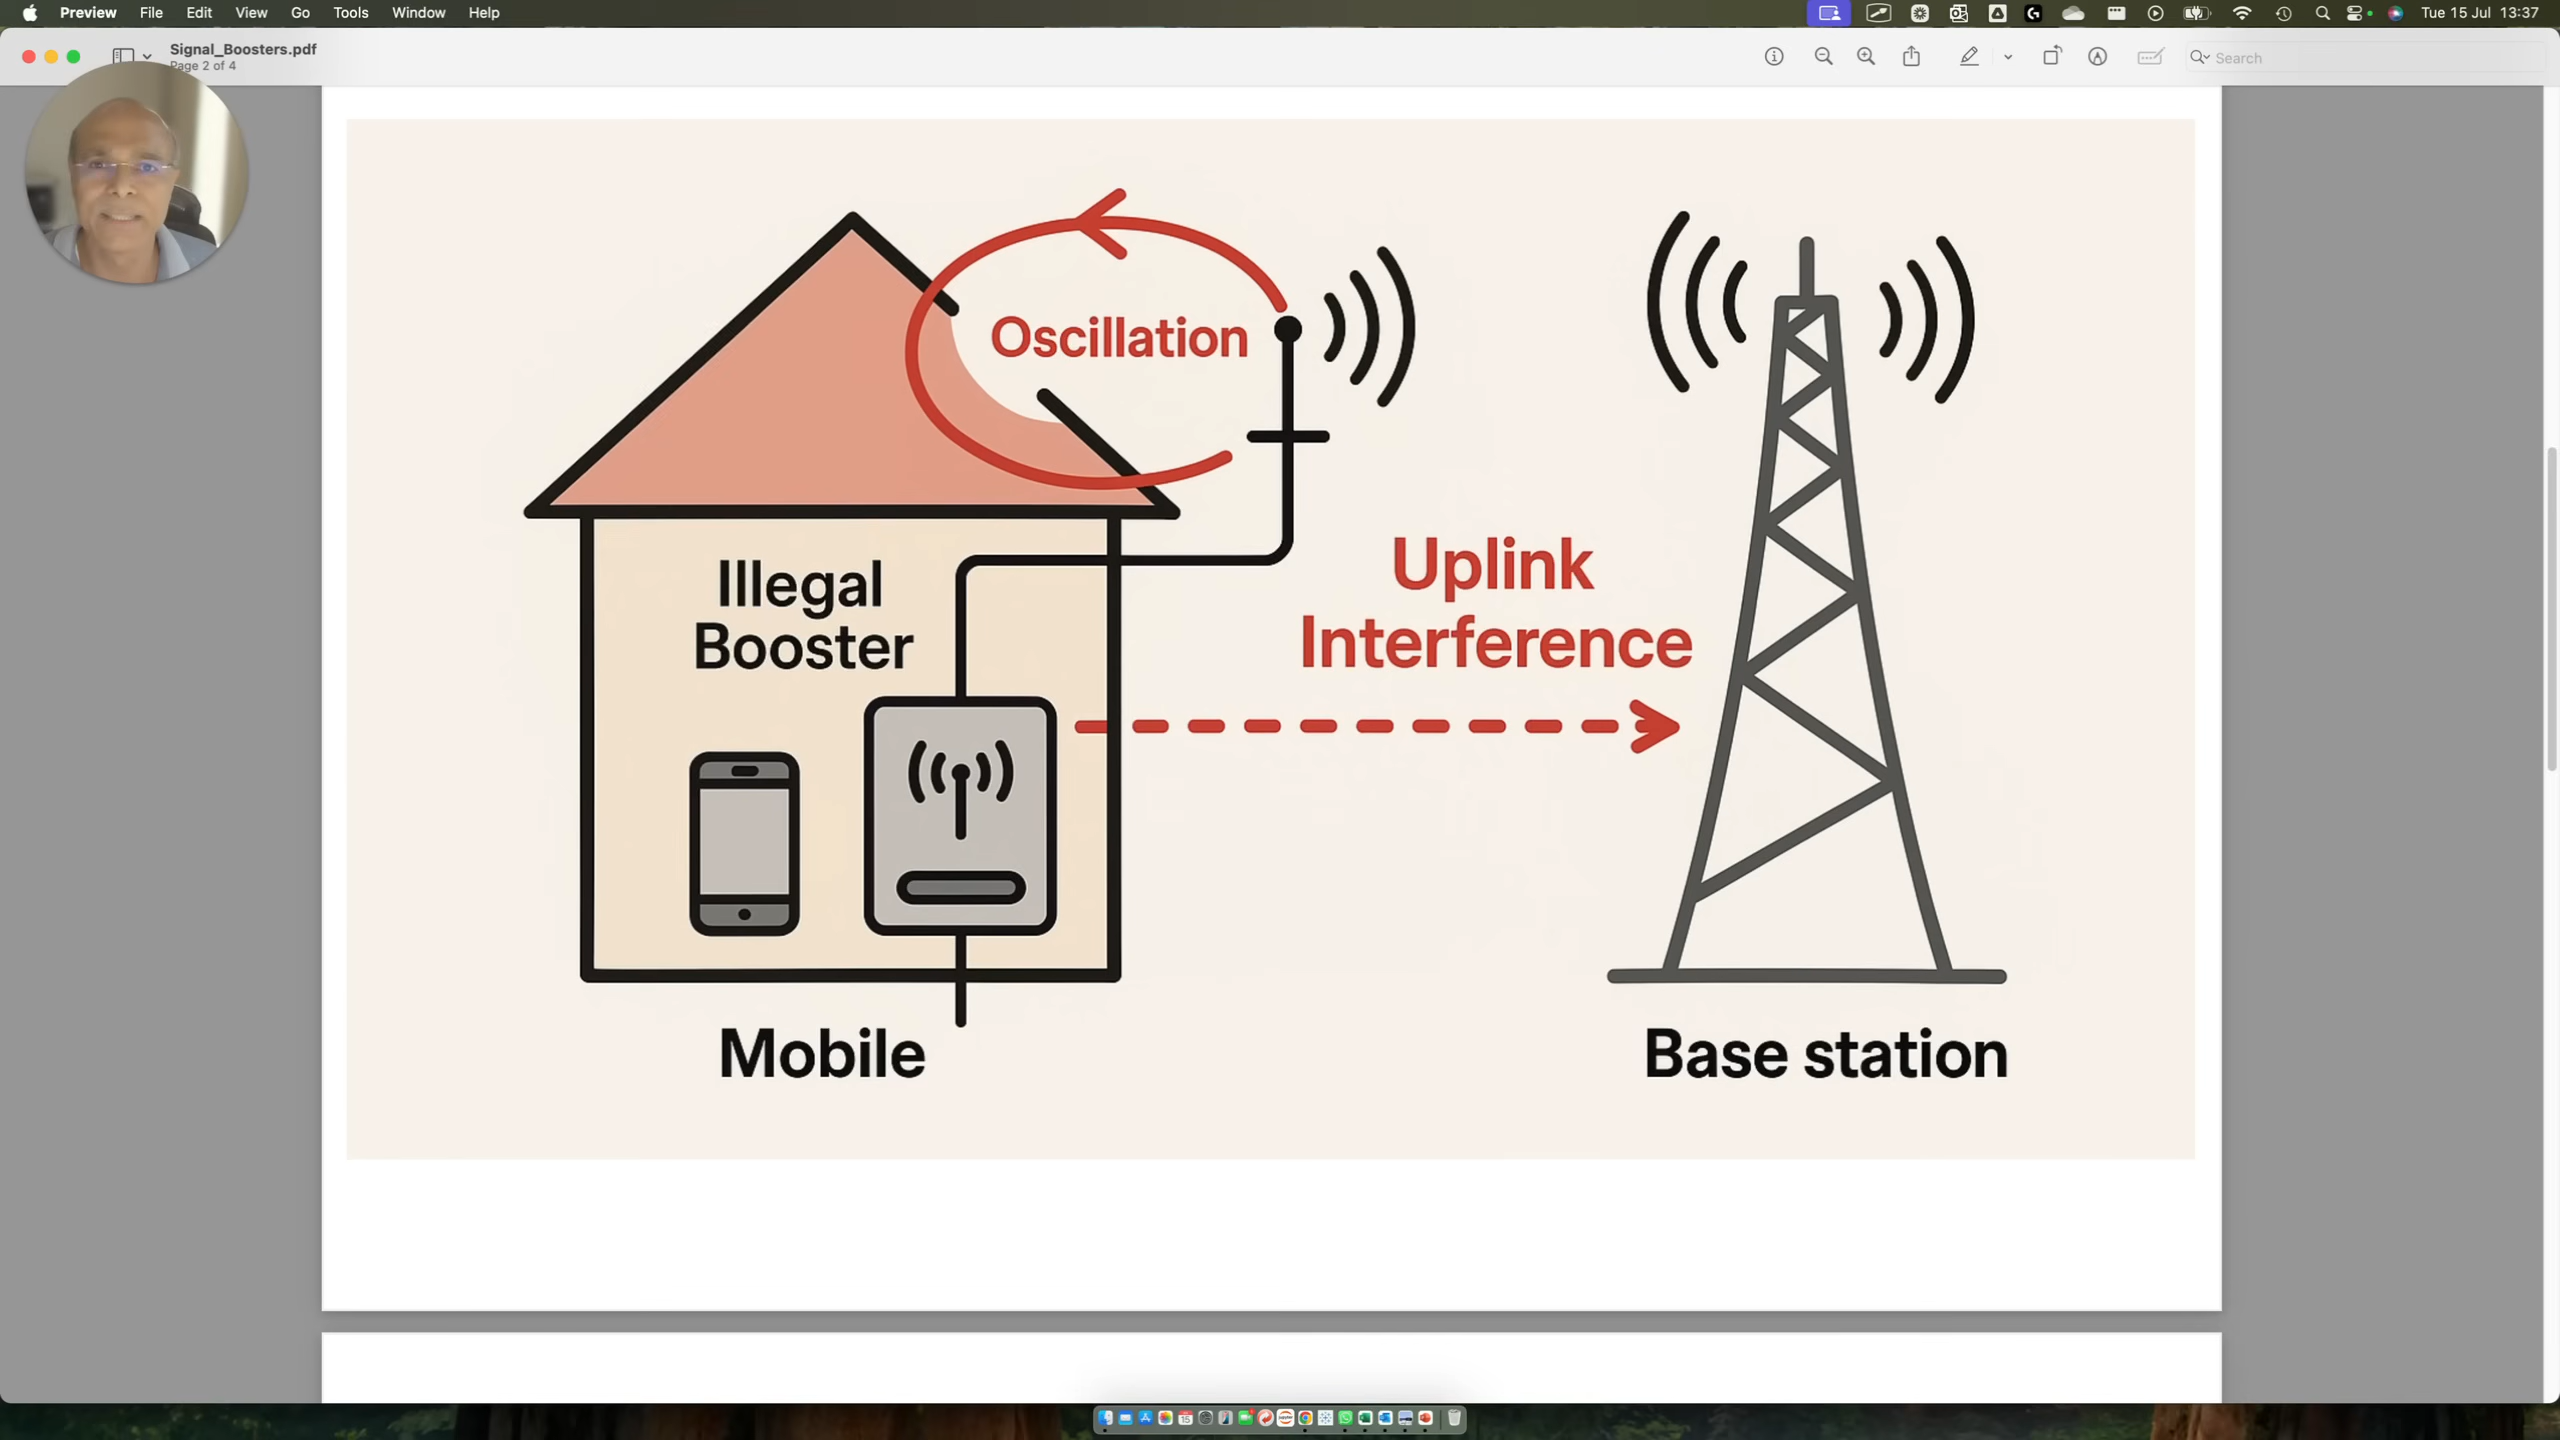 Preview File Edit View Go Tools Window Help
Tue 15 Jul 13:37
Signal_Boosters.pdf
Page 2 of 4
Search
Oscillation
Illegal
Booster
Uplink
Interference
Mobile
Base station